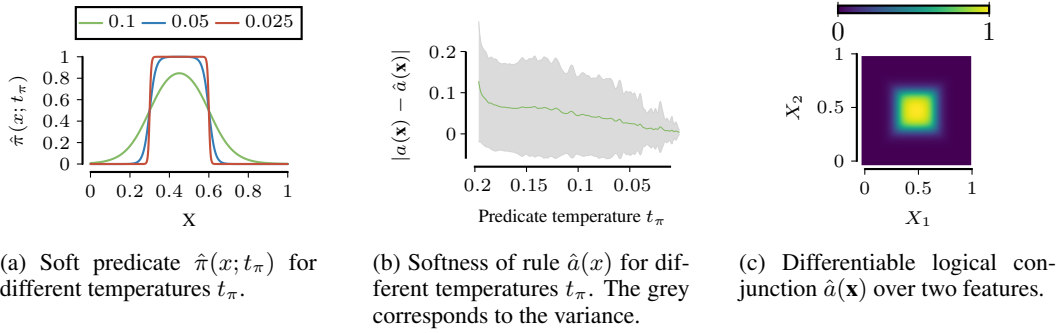 0.1 0.05 0.025
1
0.8
0.6
0.4
0.2
0
π̂(x; t_π)
0 0.2 0.4 0.6 0.8 1
X
0.2
0.1
0
|a(𝐱) − â(𝐱)|
0.2 0.15 0.1 0.05
Predicate temperature t_π
0 1
1
0.5
0
X_2
0 0.5 1
X_1
(a) Soft predicate π̂(x; t_π) for
different temperatures t_π.
(b) Softness of rule â(x) for dif-
ferent temperatures t_π. The grey
corresponds to the variance.
(c) Differentiable logical con-
junction â(𝐱) over two features.